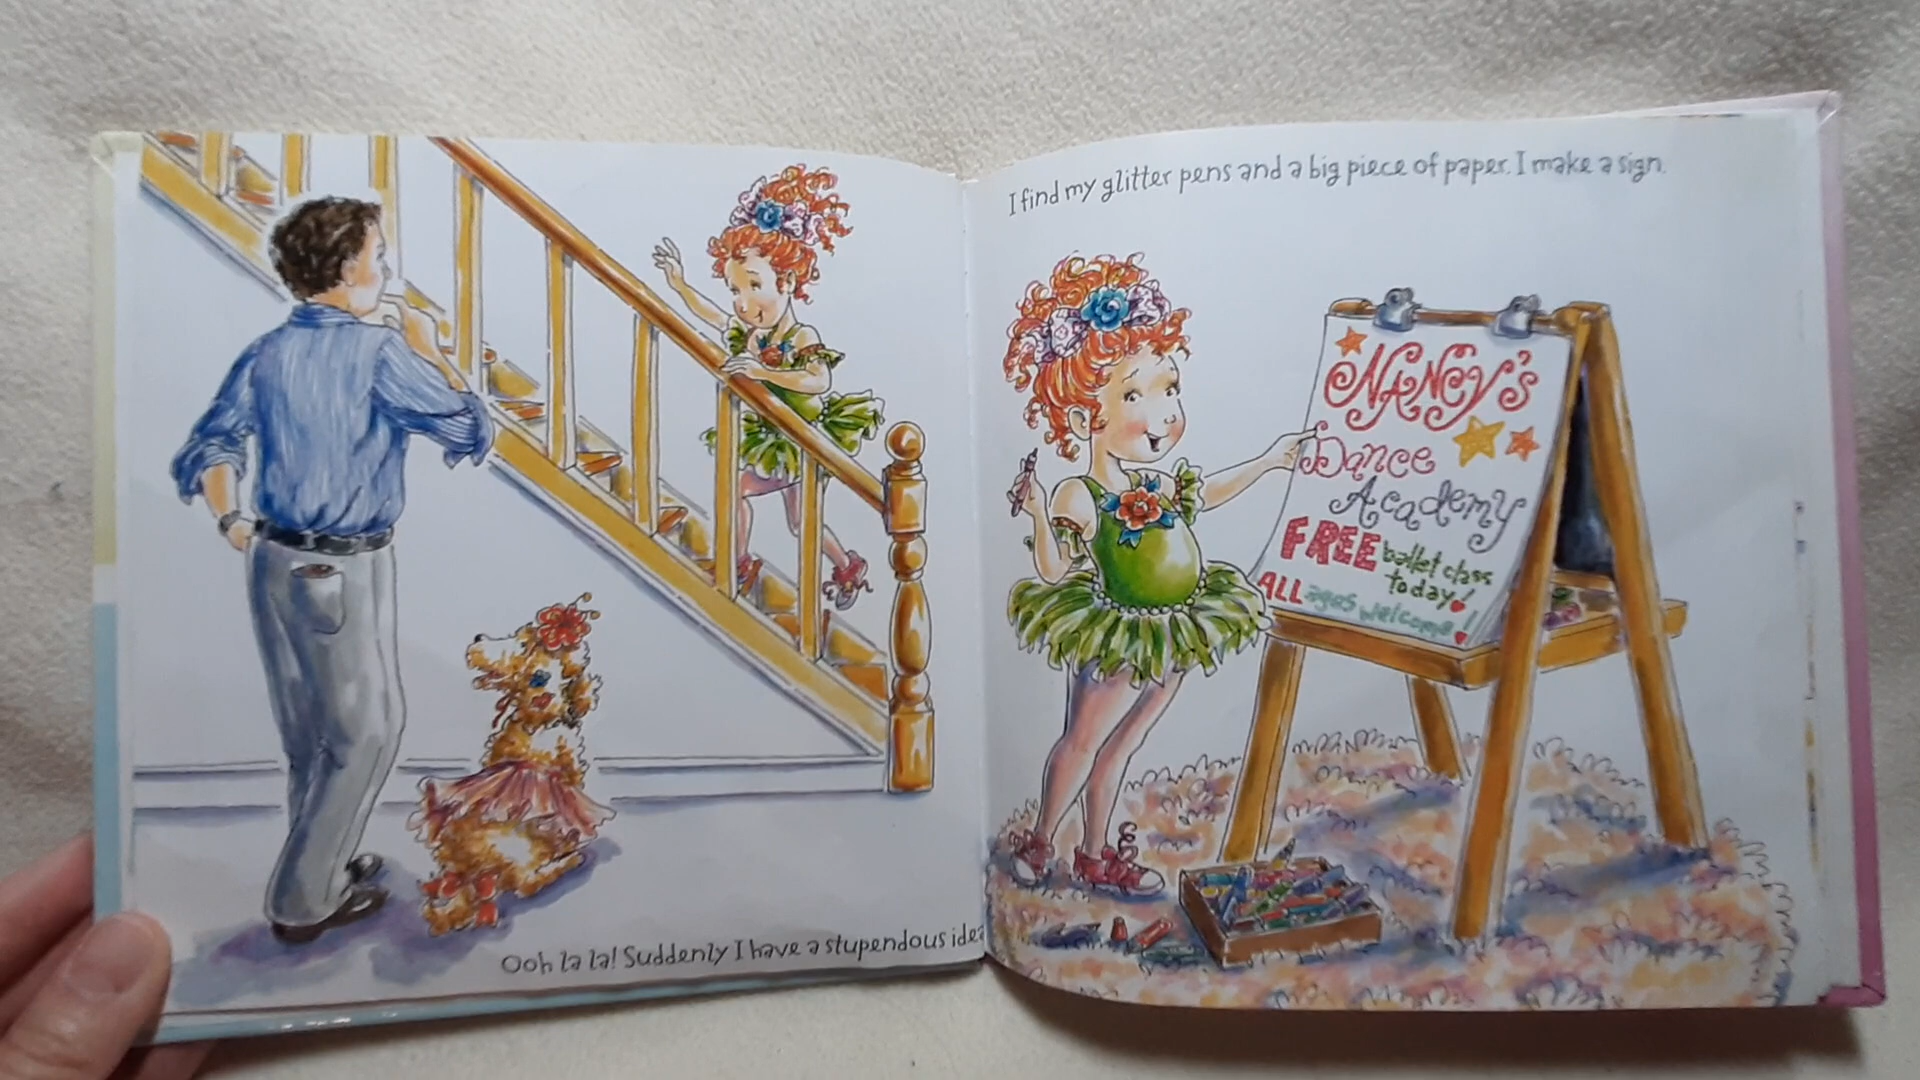 Ooh la la! Suddenly I have a stupendous idea
I find my glitter pens and a big piece of paper. I make a sign.
NANCY's
Dance
Academy
FREE ballet class
today!
ALL ages welcome!